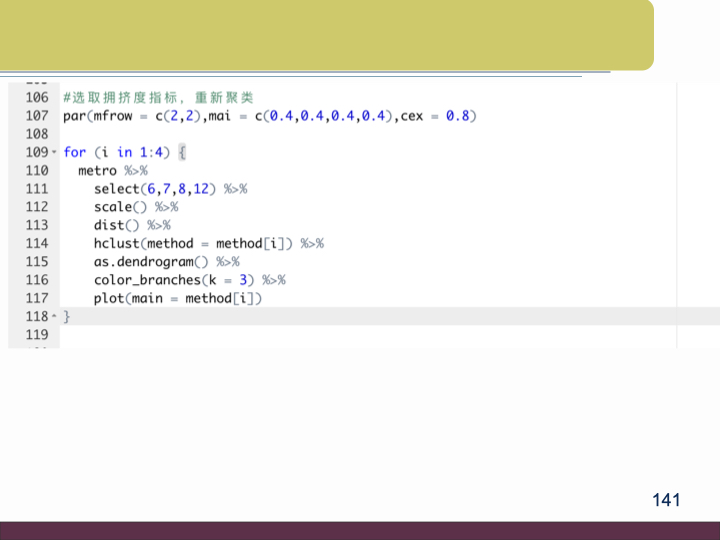 106 #选取拥挤度指标，重新聚类
107 par(mfrow = c(2,2),mai = c(0.4,0.4,0.4,0.4),cex = 0.8)
108
109 for (i in 1:4) {
110 metro %>%
111 select(6,7,8,12) %>%
112 scale() %>%
113 dist() %>%
114 hclust(method = method[i]) %>%
115 as.dendrogram() %>%
116 color_branches(k = 3) %>%
117 plot(main = method[i])
118 }
119
141